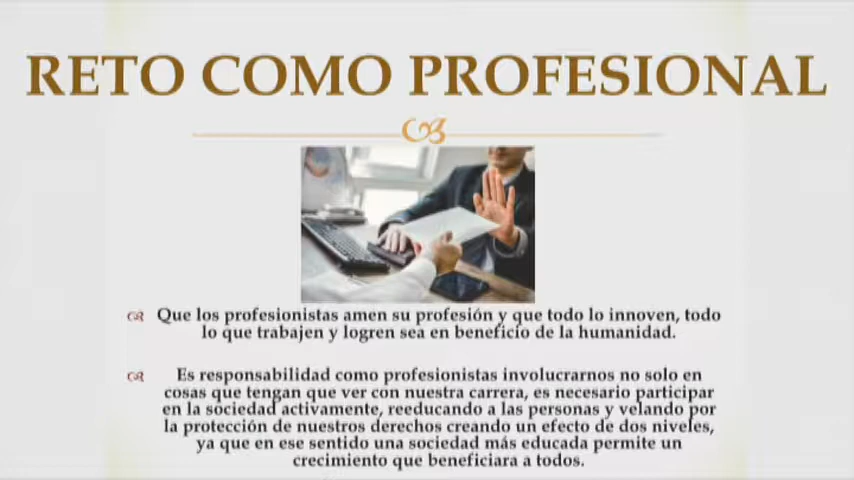 RETO COMO PROFESIONAL
Que los profesionistas amen su profesión y que todo lo innoven, todo
lo que trabajen y logren sea en beneficio de la humanidad.
Es responsabilidad como profesionistas involucrarnos no solo en
cosas que tengan que ver con nuestra carrera, es necesario participar
en la sociedad activamente, reeducando a las personas y velando por
la protección de nuestros derechos creando un efecto de dos niveles,
ya que en ese sentido una sociedad más educada permite un
crecimiento que beneficiara a todos.